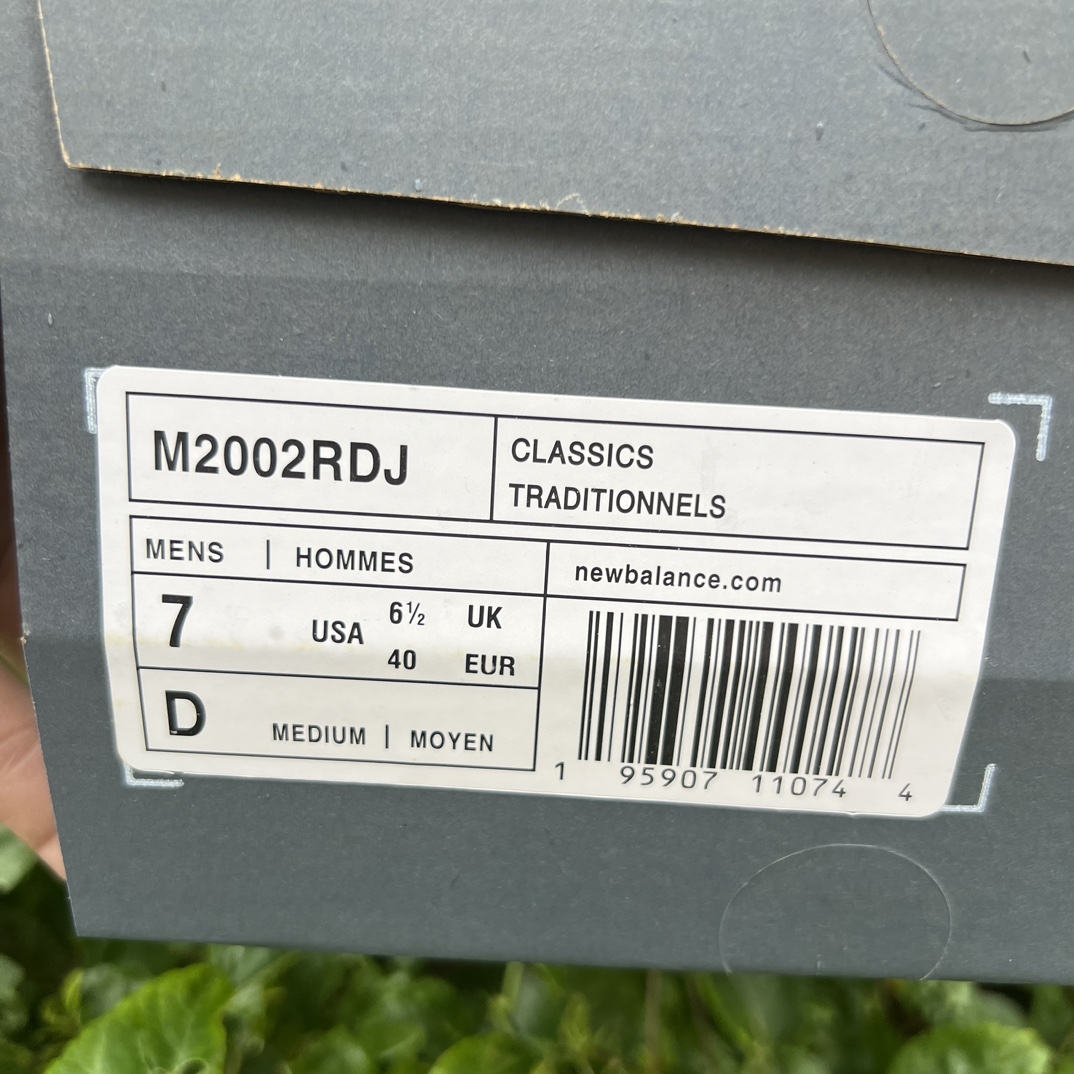 M2002RDJ
CLASSICS
TRADITIONNELS
MENS | HOMMES
newbalance.com
7 USA 6½ UK
40 EUR
D MEDIUM | MOYEN
1 95907 11074 4